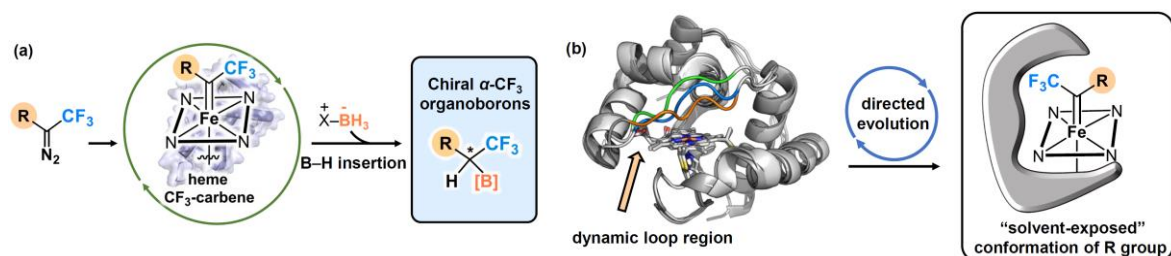 (a)
R
CF₃
N₂
R
CF₃
N
N
Fe
N
N
heme
CF₃-carbene
+
X–BH₃
−
B–H insertion
Chiral α-CF₃
organoborons
R
CF₃
*
H
[B]
(b)
dynamic loop region
directed
evolution
F₃C
R
N
N
Fe
N
N
“solvent-exposed”
conformation of R group